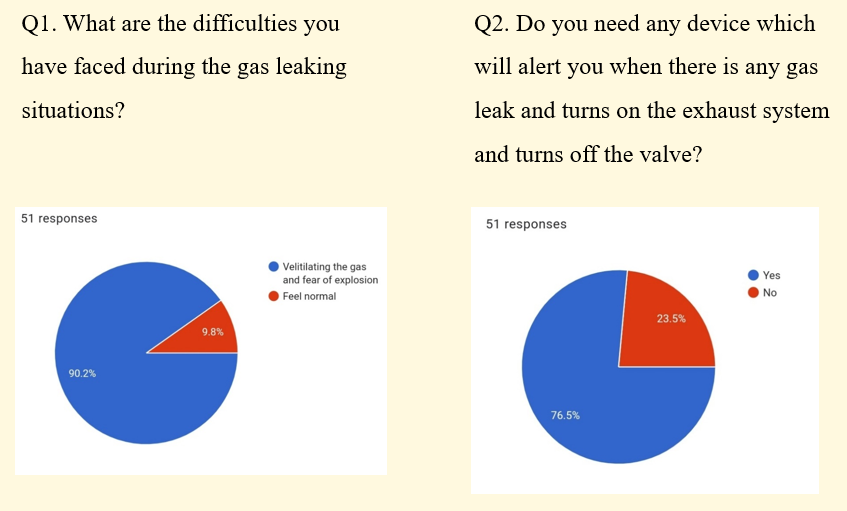 Q1. What are the difficulties you
have faced during the gas leaking
situations?
51 responses
Velitilating the gas
and fear of explosion
Feel normal
9.8%
90.2%
Q2. Do you need any device which
will alert you when there is any gas
leak and turns on the exhaust system
and turns off the valve?
51 responses
Yes
No
23.5%
76.5%